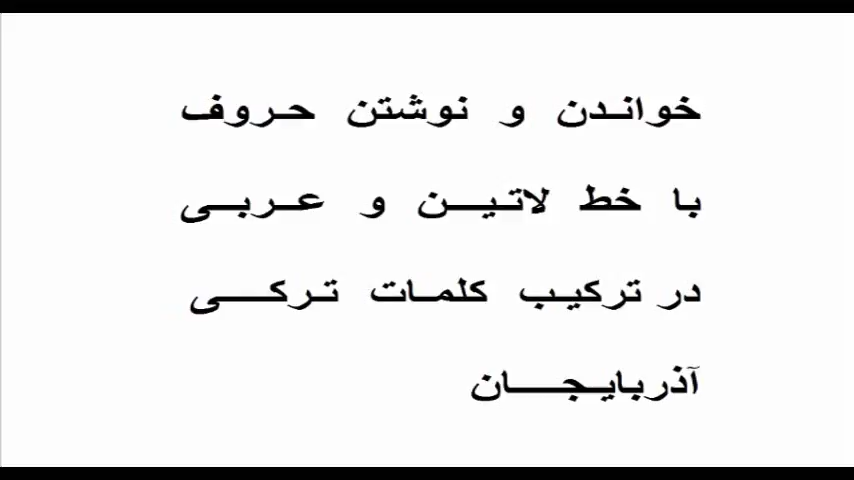 خواندن و نوشتن حروف
با خط لاتین و عربی
در ترکیب کلمات ترکی
آذربایجان